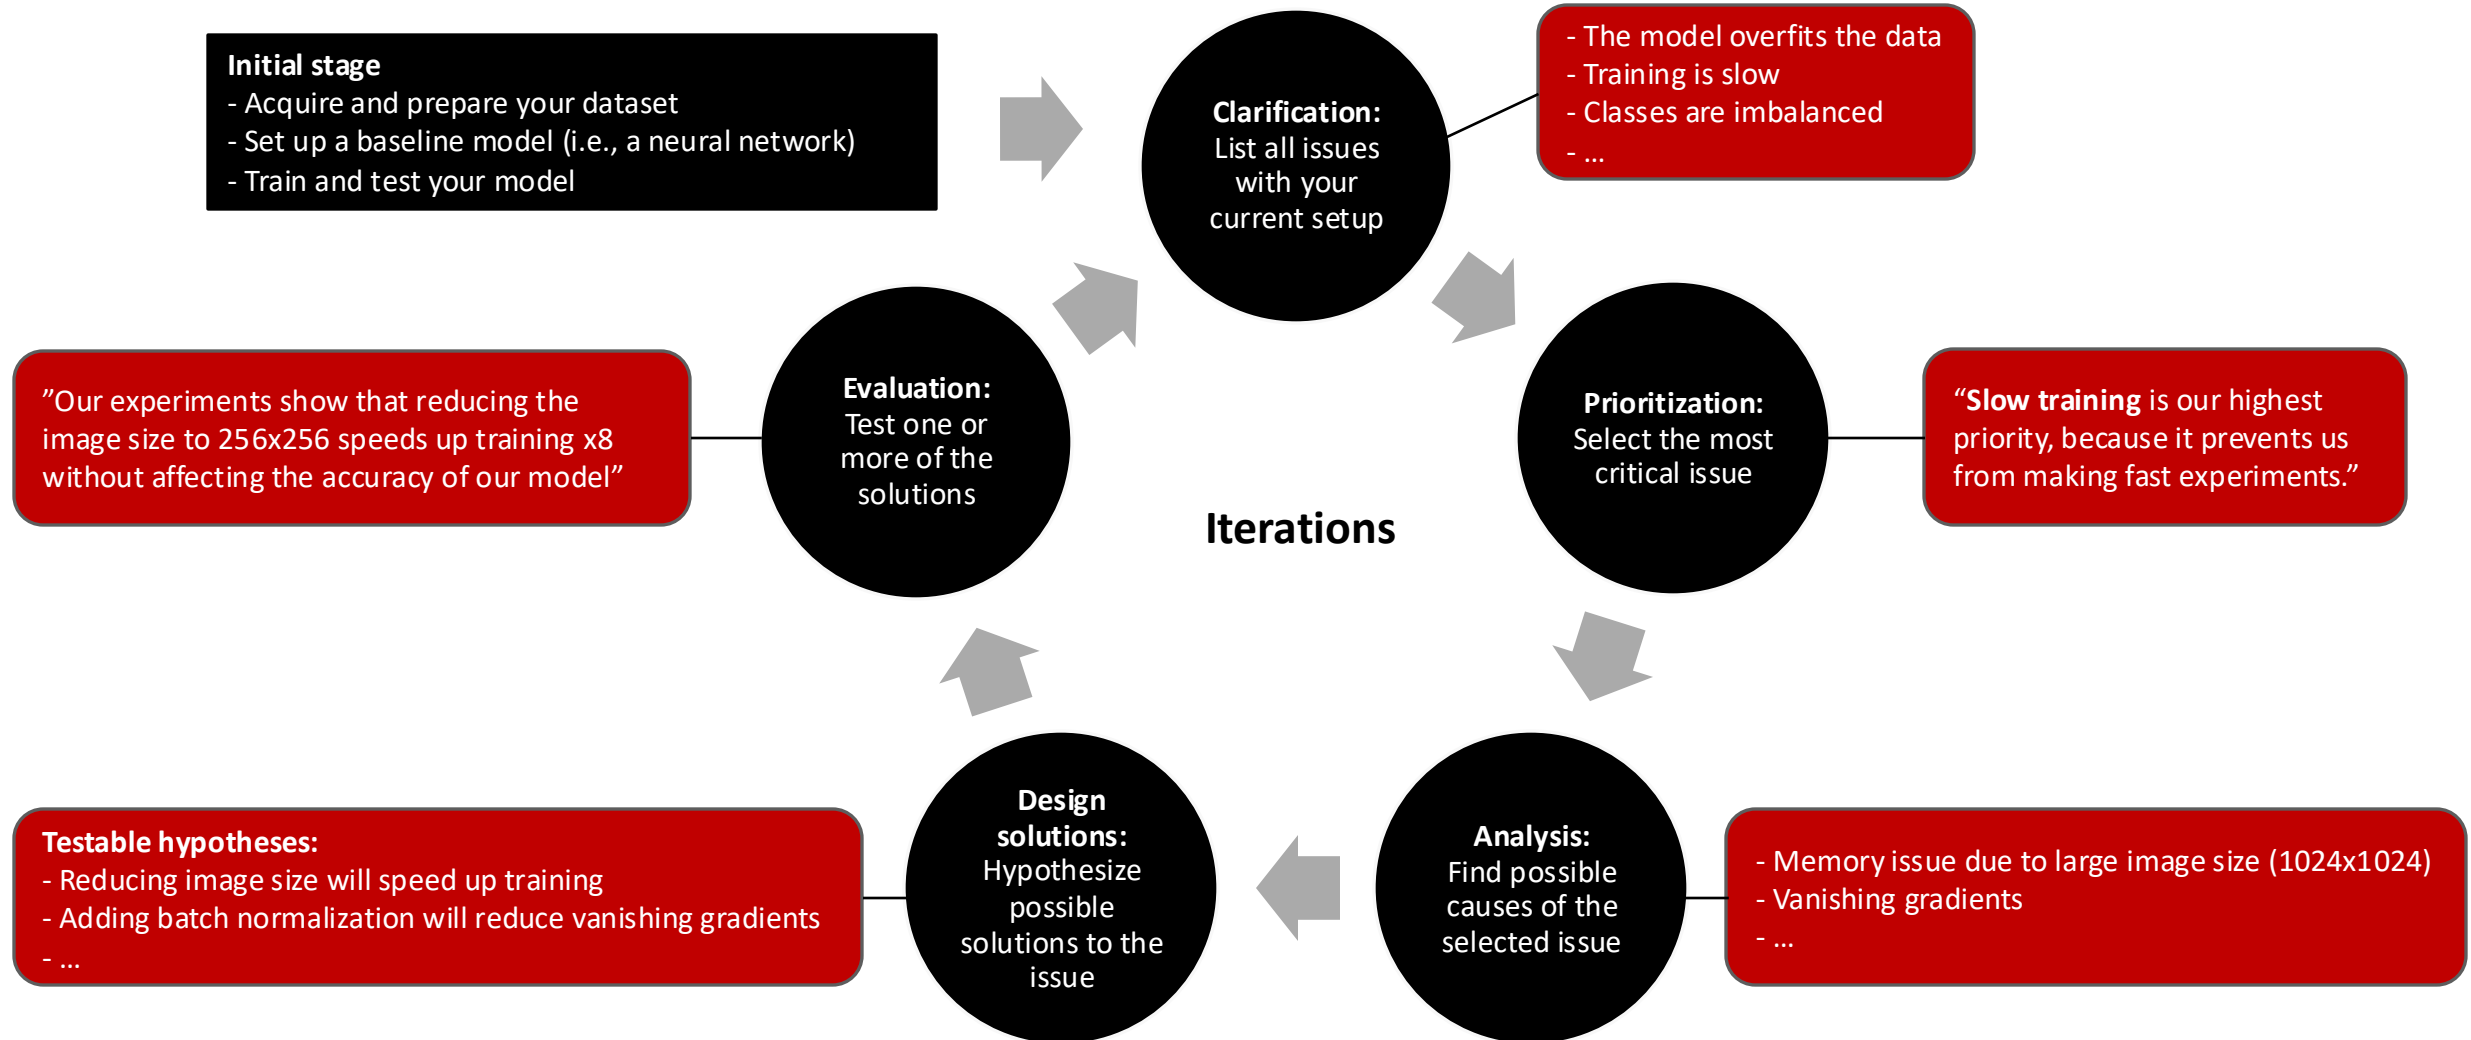 Initial stage
- Acquire and prepare your dataset
- Set up a baseline model (i.e., a neural network)
- Train and test your model
Clarification:
List all issues
with your
current setup
- The model overfits the data
- Training is slow
- Classes are imbalanced
- ...
Prioritization:
Select the most
critical issue
“Slow training is our highest
priority, because it prevents us
from making fast experiments.”
Analysis:
Find possible
causes of the
selected issue
- Memory issue due to large image size (1024x1024)
- Vanishing gradients
- ...
Design
solutions:
Hypothesize
possible
solutions to the
issue
Testable hypotheses:
- Reducing image size will speed up training
- Adding batch normalization will reduce vanishing gradients
- ...
Evaluation:
Test one or
more of the
solutions
”Our experiments show that reducing the
image size to 256x256 speeds up training x8
without affecting the accuracy of our model”
Iterations